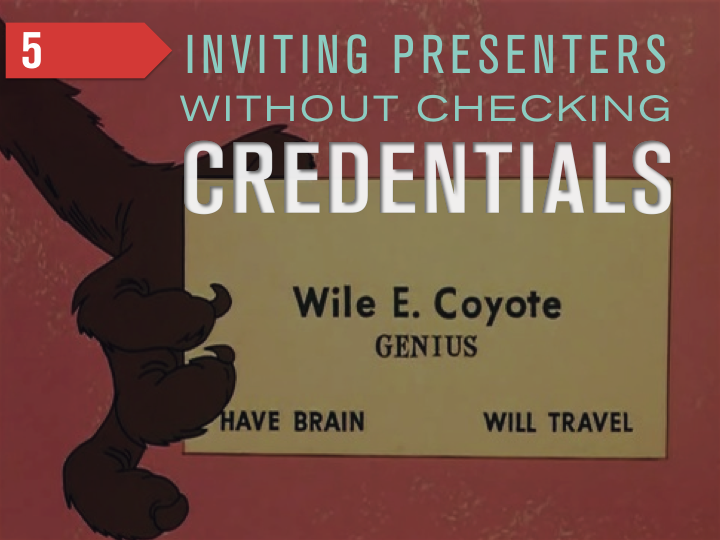 5
INVITING PRESENTERS
WITHOUT CHECKING
CREDENTIALS
Wile E. Coyote
GENIUS
HAVE BRAIN WILL TRAVEL